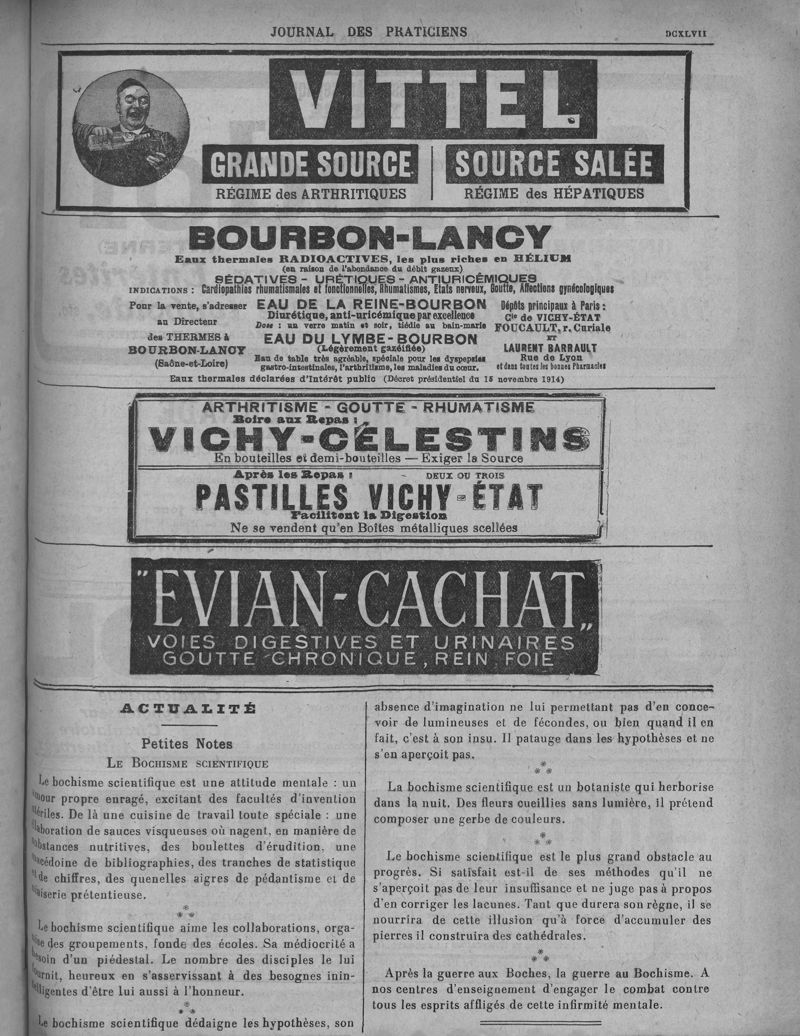 JOURNAL DES PRATICIENS
DCXLVII
VITTEL
GRANDE SOURCE
RÉGIME des ARTHRITIQUES
SOURCE SALÉE
RÉGIME des HÉPATIQUES
BOURBON-LANCY
Eaux thermales RADIOACTIVES, les plus riches en HÉLIUM
(en raison de l'abondance du débit gazeux)
SÉDATIVES - URÉTIQUES - ANTIURICÉMIQUES
INDICATIONS : Cardiopathies rhumatismales et fonctionnelles, Rhumatismes, Etats nerveux, Goutte, Affections gynécologiques
Pour la vente, s'adresser
au Directeur
des THERMES à
BOURBON-LANCY
(Saône-et-Loire)
EAU DE LA REINE-BOURBON
Diurétique, anti-uricémique par excellence
Dose : un verre matin et soir, tiédie au bain-marie
EAU DU LYMBE-BOURBON
(Légèrement gazéifiée)
Eau de table très agréable, spéciale pour les dyspepsies
gastro-intestinales, l'arthritisme, les maladies du cœur.
Dépôts principaux à Paris :
Cie de VICHY-ÉTAT
FOUCAULT, r. Curiale
ET
LAURENT BARRAULT
Rue de Lyon
et dans toutes les bonnes Pharmacies
Eaux thermales déclarées d'Intérêt public (Décret présidentiel du 15 novembre 1914)
ARTHRITISME - GOUTTE - RHUMATISME
Boire aux Repas :
VICHY-CÉLESTINS
En bouteilles et demi-bouteilles — Exiger la Source
Après les Repas : DEUX OU TROIS
PASTILLES VICHY-ÉTAT
Facilitent la Digestion
Ne se vendent qu'en Boîtes métalliques scellées
"EVIAN-CACHAT"
VOIES DIGESTIVES ET URINAIRES
GOUTTE CHRONIQUE, REIN, FOIE
ACTUALITÉ
Petites Notes
LE BOCHISME SCIENTIFIQUE
Le bochisme scientifique est une attitude mentale : un
amour propre enragé, excitant des facultés d'invention
stériles. De là une cuisine de travail toute spéciale : une
élaboration de sauces visqueuses où nagent, en manière de
substances nutritives, des boulettes d'érudition, une
macédoine de bibliographies, des tranches de statistique
et de chiffres, des quenelles aigres de pédantisme et de
niaiserie prétentieuse.
* * *
Le bochisme scientifique aime les collaborations, orga-
nise des groupements, fonde des écoles. Sa médiocrité a
besoin d'un piédestal. Le nombre des disciples le lui
fournit, heureux en s'asservissant à des besognes inin-
telligentes d'être lui aussi à l'honneur.
* * *
Le bochisme scientifique dédaigne les hypothèses, son
absence d'imagination ne lui permettant pas d'en conce-
voir de lumineuses et de fécondes, ou bien quand il en
fait, c'est à son insu. Il patauge dans les hypothèses et ne
s'en aperçoit pas.
* * *
La bochisme scientifique est un botaniste qui herborise
dans la nuit. Des fleurs cueillies sans lumière, il prétend
composer une gerbe de couleurs.
* * *
Le bochisme scientifique est le plus grand obstacle au
progrès. Si satisfait est-il de ses méthodes qu'il ne
s'aperçoit pas de leur insuffisance et ne juge pas à propos
d'en corriger les lacunes. Tant que durera son règne, il se
nourrira de cette illusion qu'à force d'accumuler des
pierres il construira des cathédrales.
* * *
Après la guerre aux Boches, la guerre au Bochisme. A
nos centres d'enseignement d'engager le combat contre
tous les esprits affligés de cette infirmité mentale.